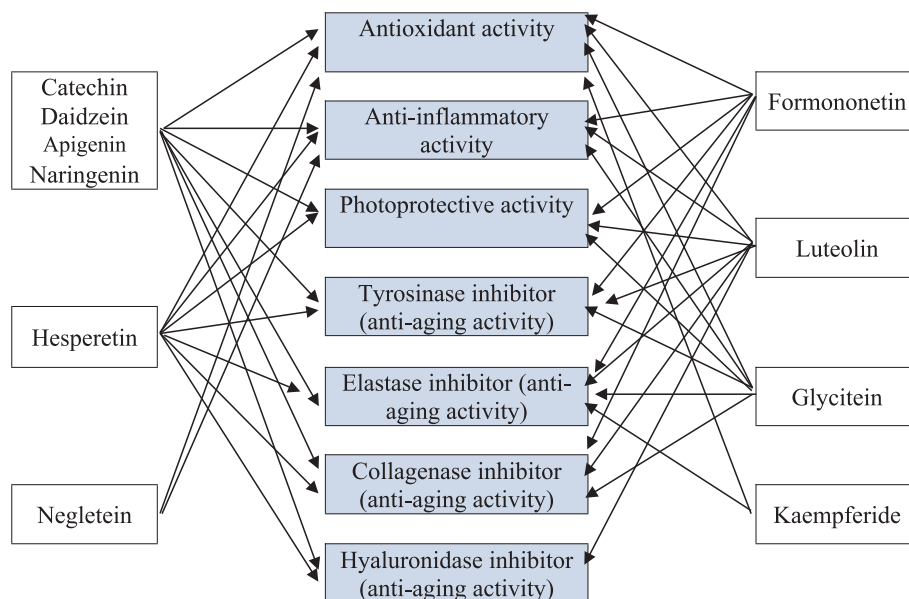 Antioxidant activity
Catechin
Daidzein
Apigenin
Naringenin
Formononetin
Anti-inflammatory
activity
Photoprotective activity
Luteolin
Tyrosinase inhibitor
(anti-aging activity)
Hesperetin
Elastase inhibitor (anti-
aging activity)
Glycitein
Collagenase inhibitor
(anti-aging activity)
Negletein
Kaempferide
Hyaluronidase inhibitor
(anti-aging activity)